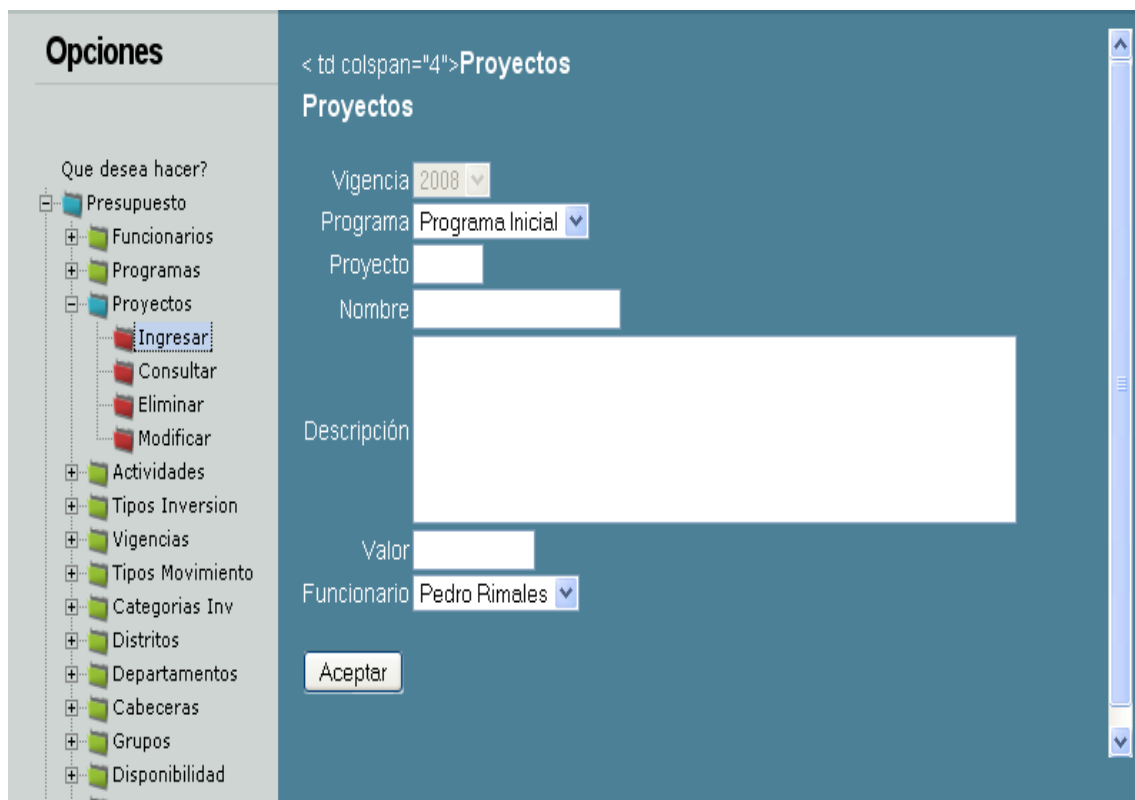 Opciones
Que desea hacer?
Presupuesto
Funcionarios
Programas
Proyectos
Ingresar
Consultar
Eliminar
Modificar
Actividades
Tipos Inversion
Vigencias
Tipos Movimiento
Categorias Inv
Distritos
Departamentos
Cabeceras
Grupos
Disponibilidad
< td colspan="4">Proyectos
Proyectos
Vigencia 2008
Programa Programa Inicial
Proyecto
Nombre
Descripción
Valor
Funcionario Pedro Rimales
Aceptar